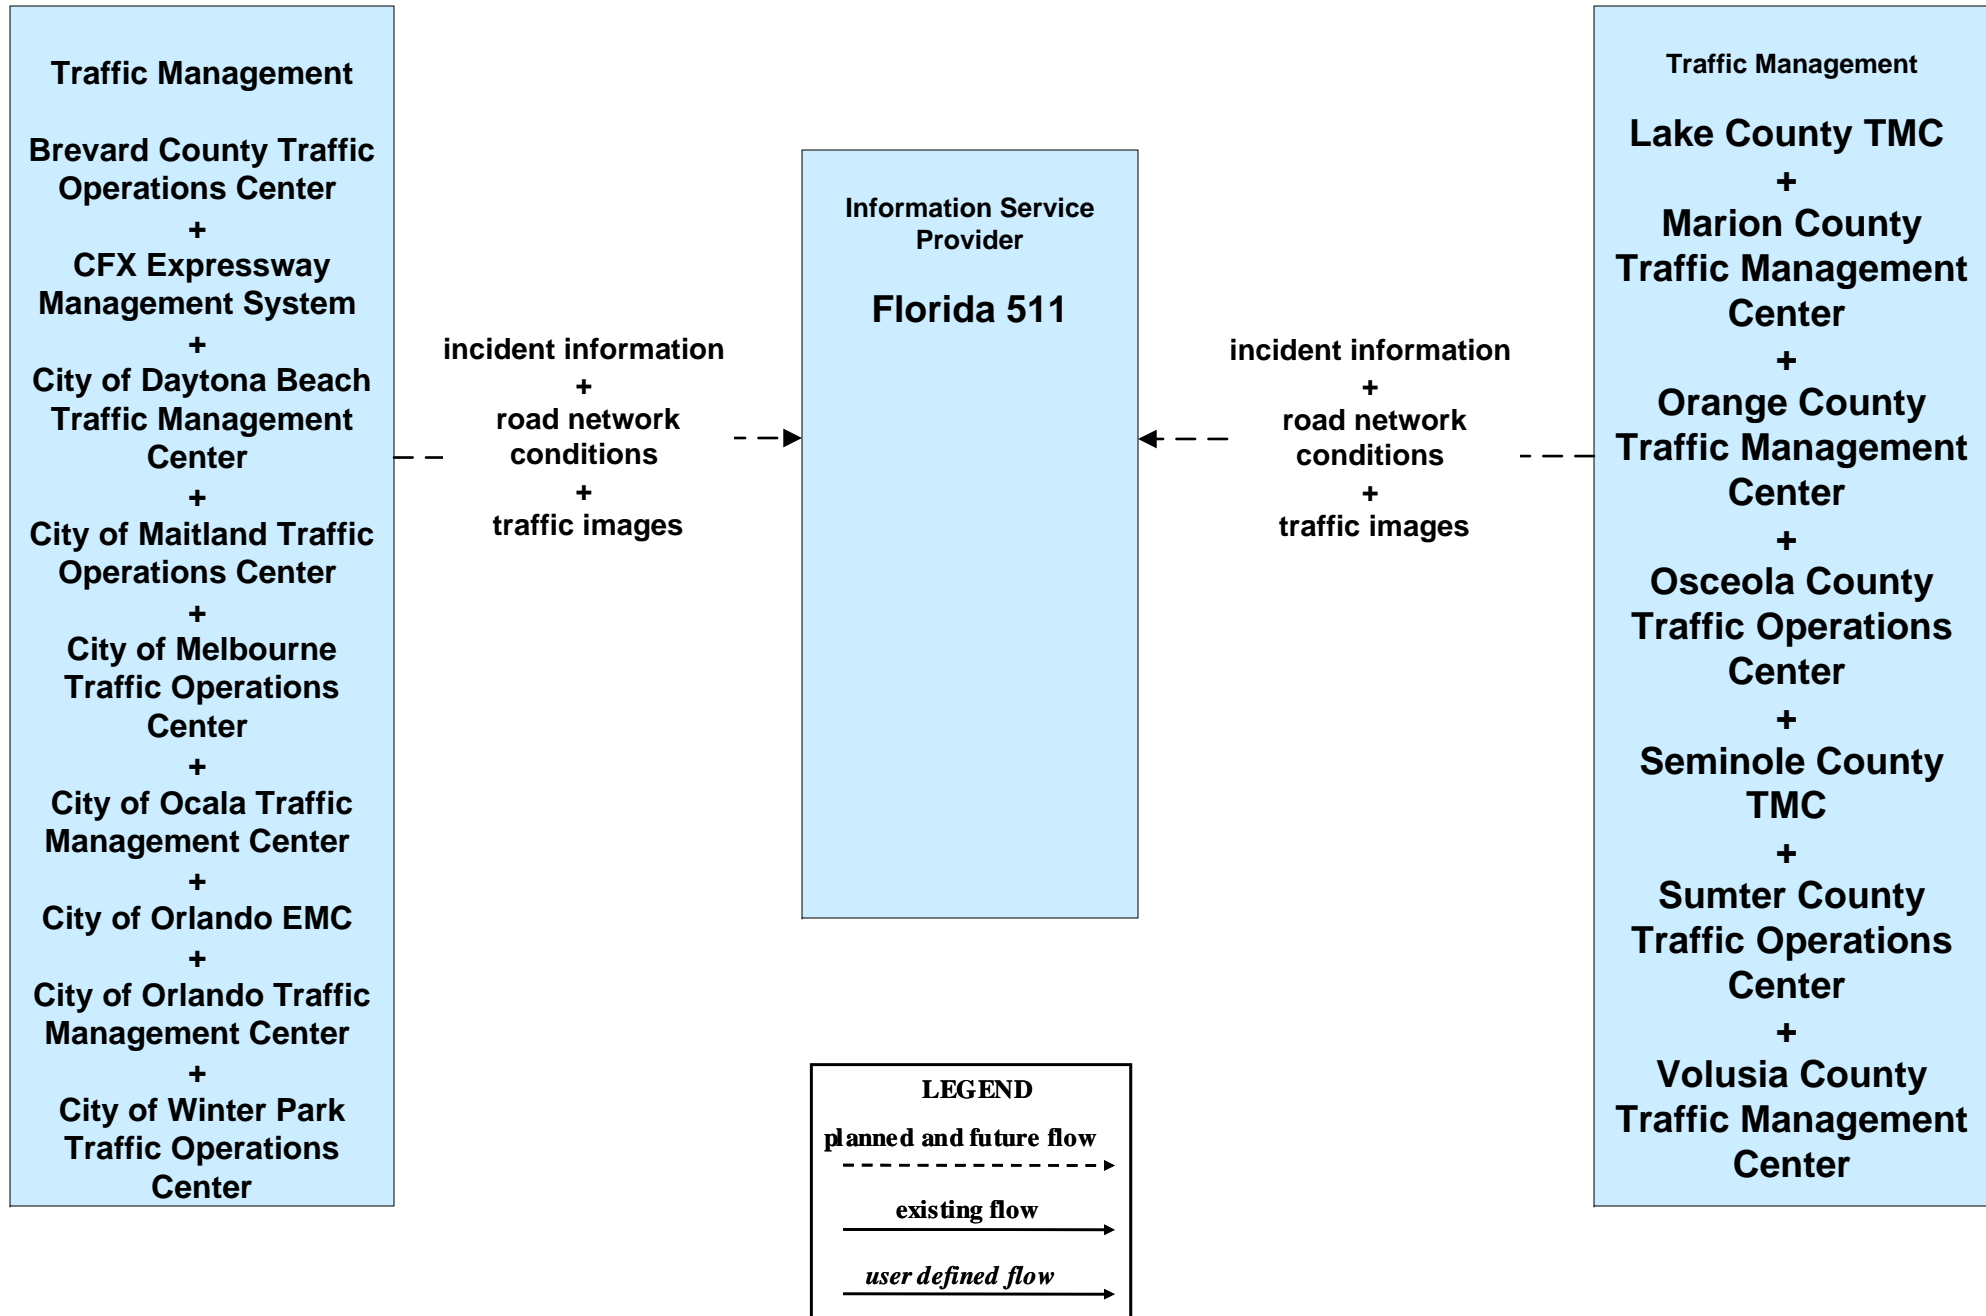 Traffic Management
Brevard County Traffic
Operations Center
+
CFX Expressway
Management System
+
City of Daytona Beach
Traffic Management
Center
+
City of Maitland Traffic
Operations Center
+
City of Melbourne
Traffic Operations
Center
+
City of Ocala Traffic
Management Center
+
City of Orlando EMC
+
City of Orlando Traffic
Management Center
+
City of Winter Park
Traffic Operations
Center
incident information
+
road network
conditions
+
traffic images
Information Service
Provider
Florida 511
incident information
+
road network
conditions
+
traffic images
Traffic Management
Lake County TMC
+
Marion County
Traffic Management
Center
+
Orange County
Traffic Management
Center
+
Osceola County
Traffic Operations
Center
+
Seminole County
TMC
+
Sumter County
Traffic Operations
Center
+
Volusia County
Traffic Management
Center
LEGEND
planned and future flow
existing flow
user defined flow